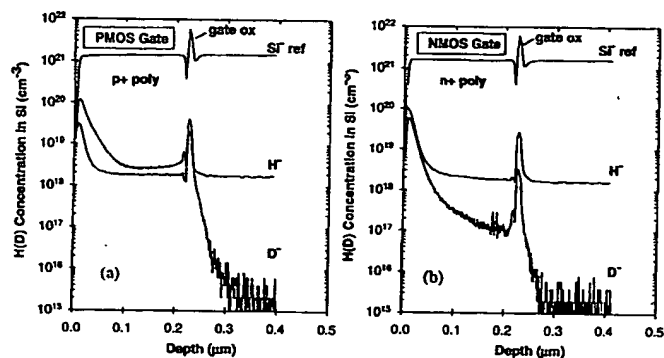 PMOS Gate
gate ox
Si⁻ ref
p+ poly
H⁻
D⁻
(a)
H(D) Concentration in Si (cm⁻³)
10²²
10²¹
10²⁰
10¹⁹
10¹⁸
10¹⁷
10¹⁶
10¹⁵
0.0 0.1 0.2 0.3 0.4 0.5
Depth (μm)
NMOS Gate
gate ox
Si⁻ ref
n+ poly
H⁻
D⁻
(b)
H(D) Concentration in Si (cm⁻³)
10²²
10²¹
10²⁰
10¹⁹
10¹⁸
10¹⁷
10¹⁶
10¹⁵
0.0 0.1 0.2 0.3 0.4 0.5
Depth (μm)